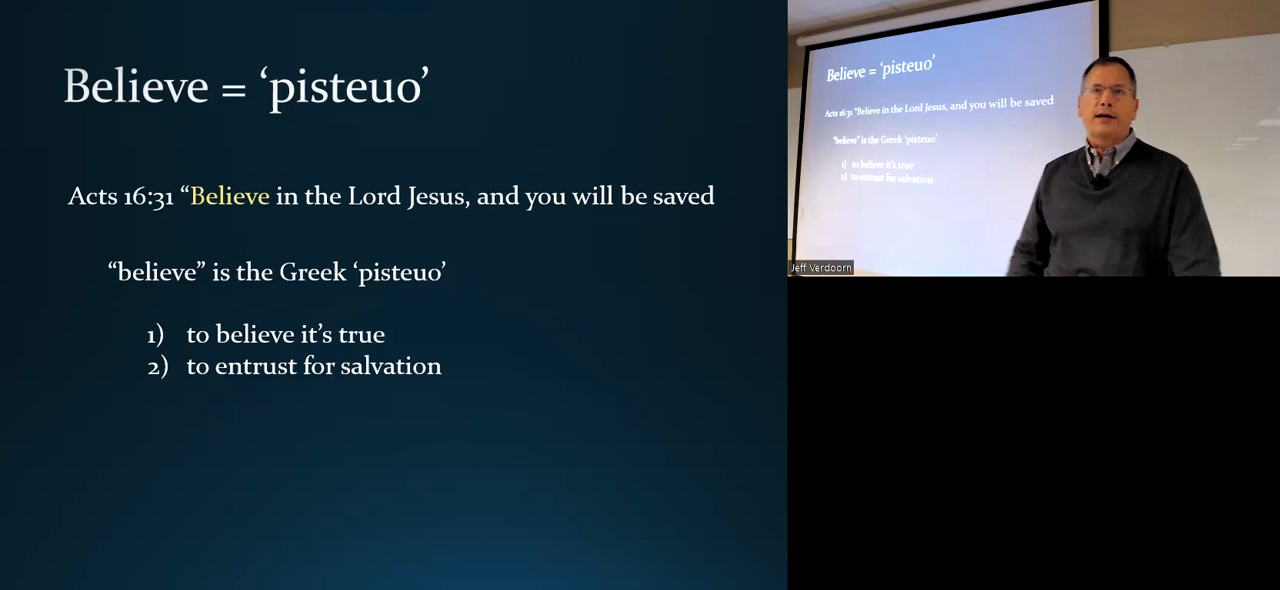 Believe = ‘pisteuo’
Acts 16:31 “Believe in the Lord Jesus, and you will be saved
“believe” is the Greek ‘pisteuo’
1) to believe it’s true
2) to entrust for salvation
Believe = ‘pisteuo’
Acts 16:31 “Believe in the Lord Jesus, and you will be saved
“believe” is the Greek ‘pisteuo’
1) to believe it’s true
2) to entrust for salvation
Jeff Verdoorn